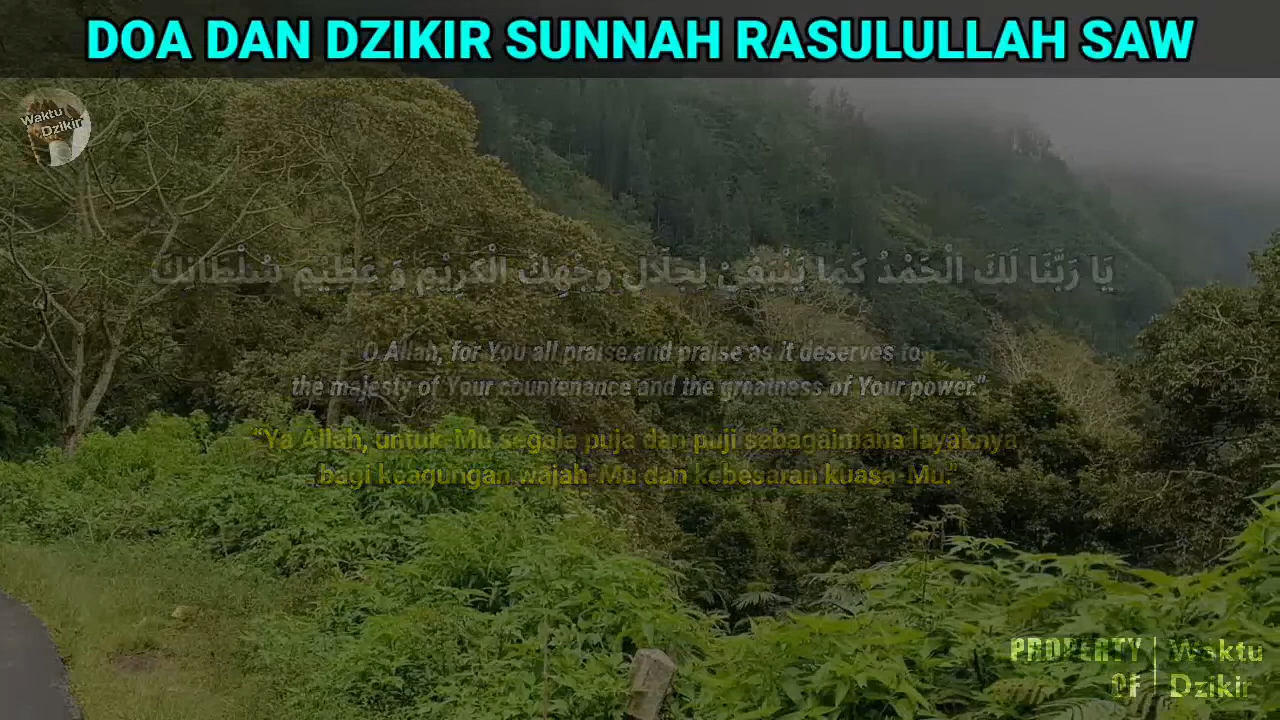 DOA DAN DZIKIR SUNNAH RASULULLAH SAW
Waktu
Dzikir
يَا رَبَّنَا لَكَ الْحَمْدُ كَمَا يَنْبَغِيْ لِجَلَالِ وَجْهِكَ الْكَرِيْمِ وَ عَظِيْمِ سُلْطَانِكَ
"O Allah, for You all praise and praise as it deserves to
the majesty of Your countenance and the greatness of Your power."
"Ya Allah, untuk-Mu segala puja dan puji sebagaimana layaknya
bagi keagungan wajah-Mu dan kebesaran kuasa-Mu."
PROPERTY OF
Waktu Dzikir